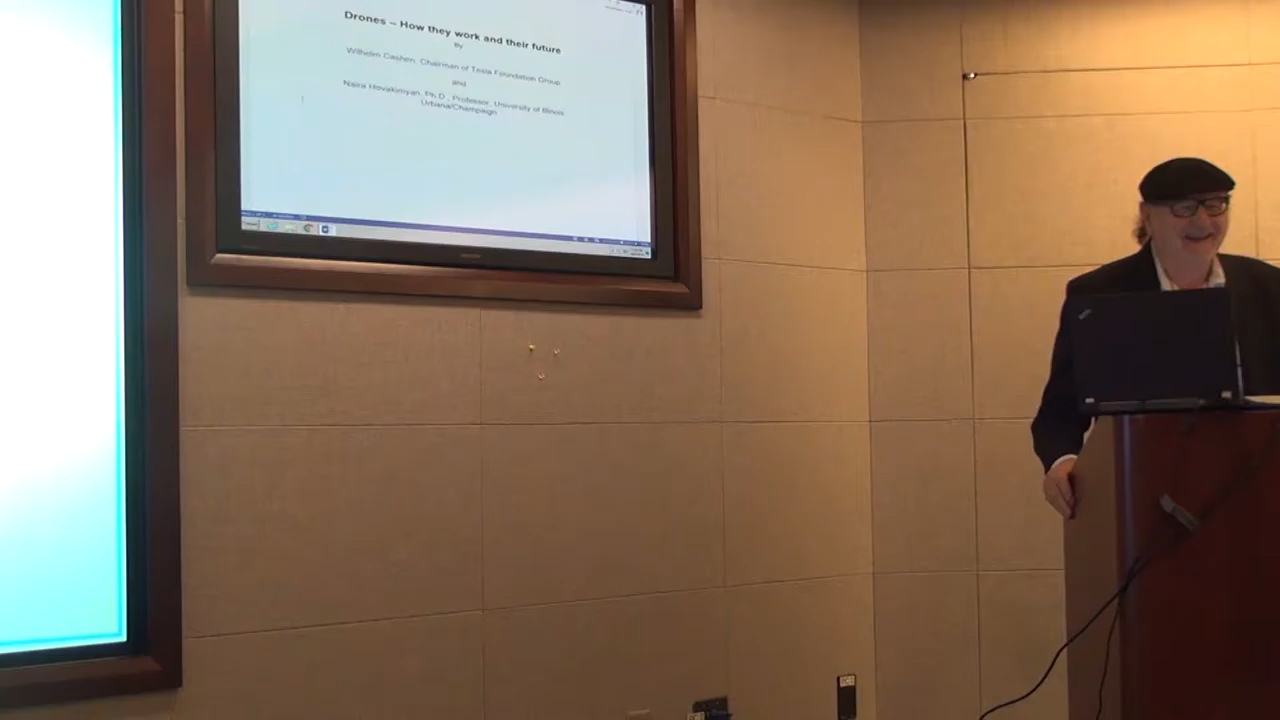 Drones – How they work and their future
By
Wilhelm Cashen, Chairman of Tesla Foundation Group
and
Naira Hovakimyan, Ph.D., Professor, University of Illinois
Urbana/Champaign